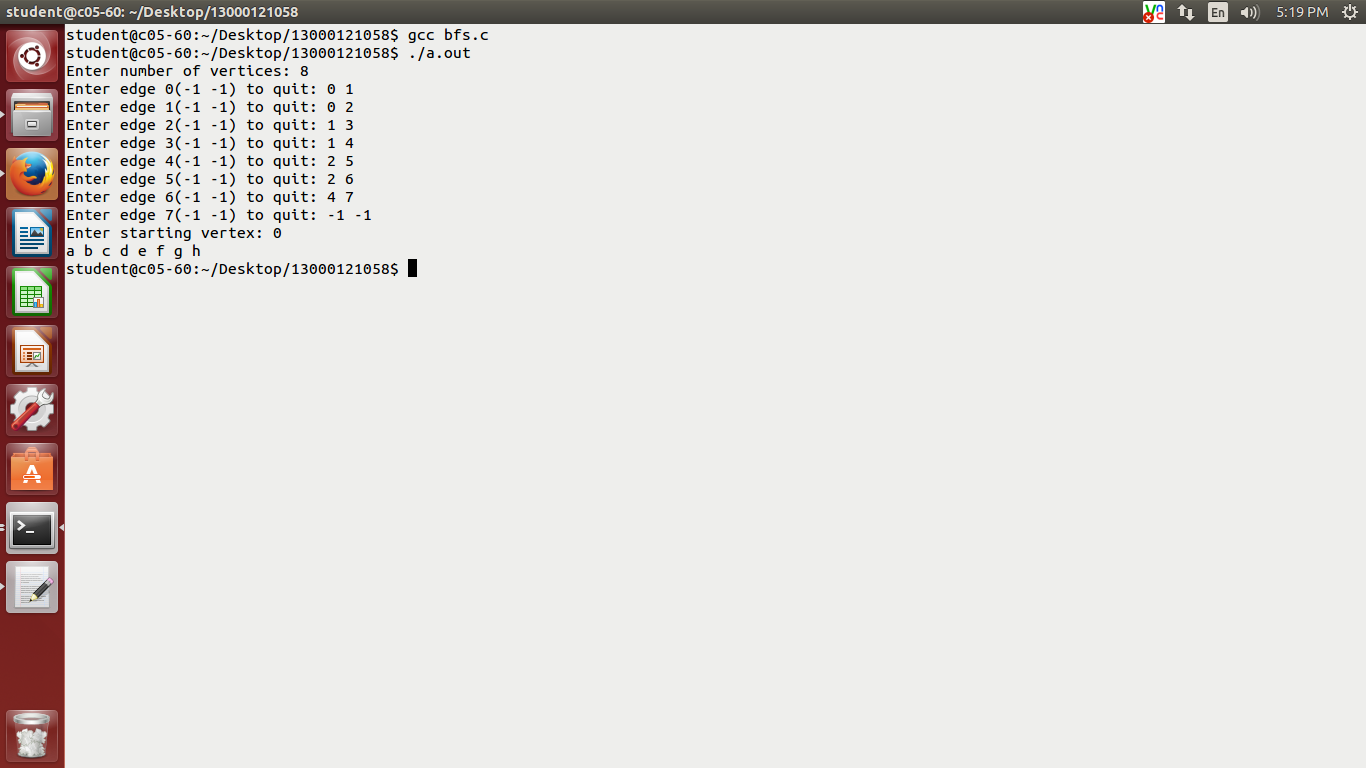 student@c05-60: ~/Desktop/13000121058
En
5:19 PM
student@c05-60:~/Desktop/13000121058$ gcc bfs.c
student@c05-60:~/Desktop/13000121058$ ./a.out
Enter number of vertices: 8
Enter edge 0(-1 -1) to quit: 0 1
Enter edge 1(-1 -1) to quit: 0 2
Enter edge 2(-1 -1) to quit: 1 3
Enter edge 3(-1 -1) to quit: 1 4
Enter edge 4(-1 -1) to quit: 2 5
Enter edge 5(-1 -1) to quit: 2 6
Enter edge 6(-1 -1) to quit: 4 7
Enter edge 7(-1 -1) to quit: -1 -1
Enter starting vertex: 0
a b c d e f g h
student@c05-60:~/Desktop/13000121058$